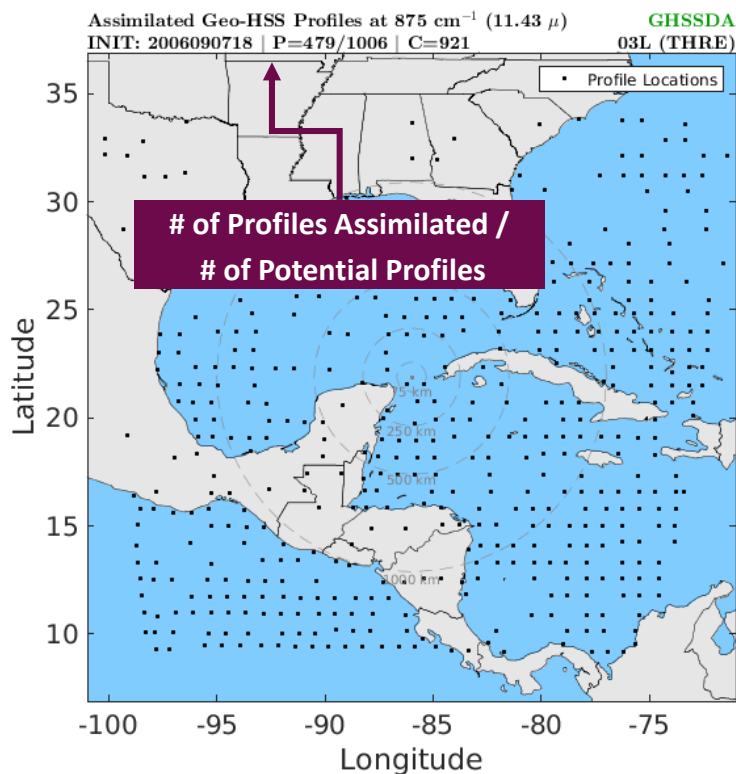 Assimilated Geo-HSS Profiles at 875 cm⁻¹ (11.43 μ) GHSSDA
INIT: 2006090718 | P=479/1006 | C=921 03L (THRE)
Profile Locations
# of Profiles Assimilated /
# of Potential Profiles
75 km
250 km
500 km
1000 km
35
30
25
20
15
10
Latitude
-100 -95 -90 -85 -80 -75
Longitude